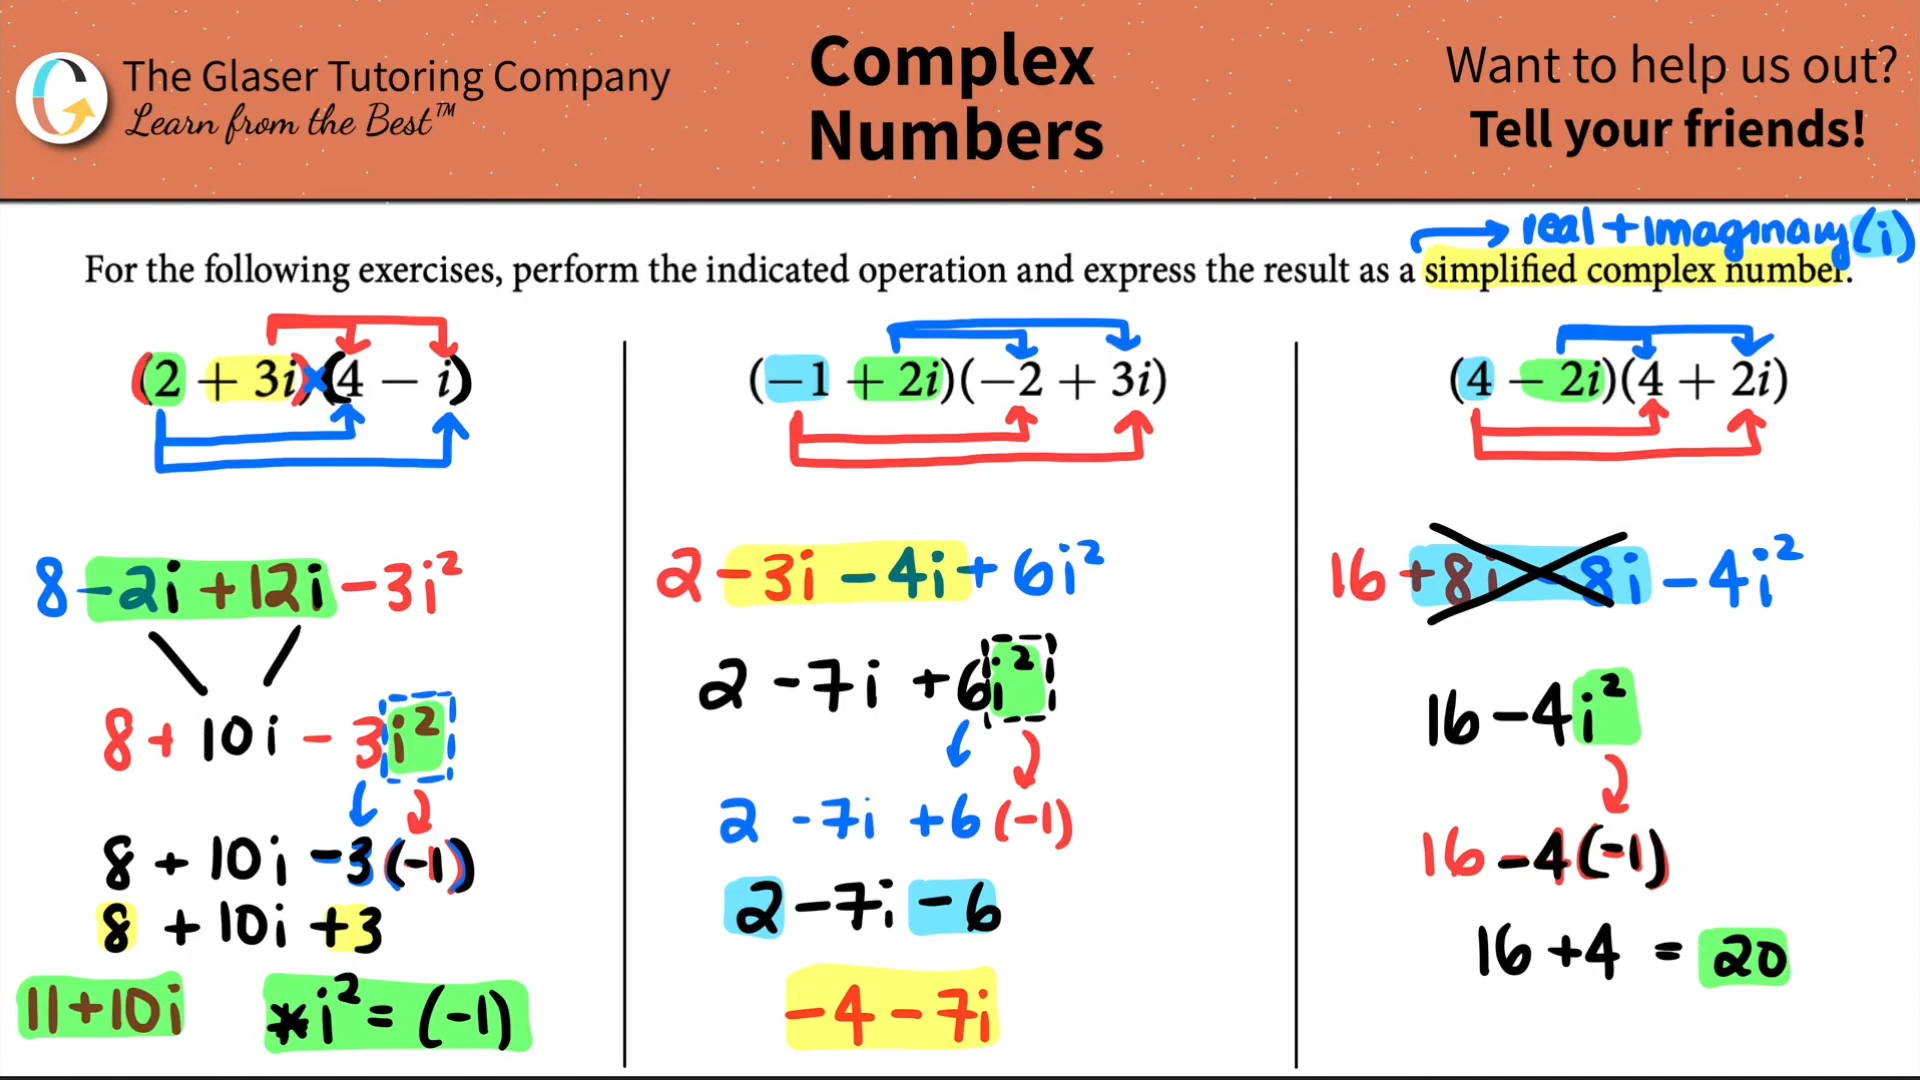 The Glaser Tutoring Company
Learn from the Best™
Complex
Numbers
Want to help us out?
Tell your friends!
real + imaginary (i)
For the following exercises, perform the indicated operation and express the result as a simplified complex number.
(2 + 3i)×(4 − i)
8 − 2i + 12i − 3i²
8 + 10i − 3i²
8 + 10i − 3(−1)
8 + 10i + 3
11 + 10i
*i² = (−1)
(−1 + 2i)(−2 + 3i)
2 − 3i − 4i + 6i²
2 − 7i + 6i²
2 − 7i + 6(−1)
2 − 7i − 6
−4 − 7i
(4 − 2i)(4 + 2i)
16 + 8i − 8i − 4i²
16 − 4i²
16 − 4(−1)
16 + 4 = 20